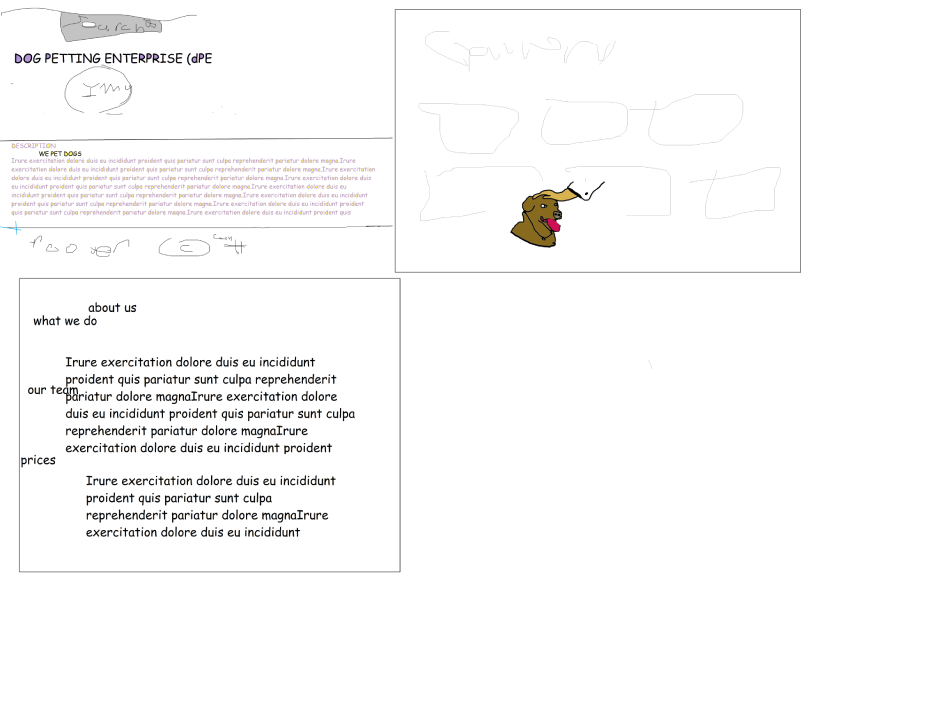 Search
DOG PETTING ENTERPRISE (dPE
Img
DESCRIPTION
WE PET DOGS
Irure exercitation dolore duis eu incididunt proident quis pariatur sunt culpa reprehenderit pariatur dolore magna.Irure
exercitation dolore duis eu incididunt proident quis pariatur sunt culpa reprehenderit pariatur dolore magna.Irure exercitation
dolore duis eu incididunt proident quis pariatur sunt culpa reprehenderit pariatur dolore magna.Irure exercitation dolore duis
eu incididunt proident quis pariatur sunt culpa reprehenderit pariatur dolore magna.Irure exercitation dolore duis eu
incididunt proident quis pariatur sunt culpa reprehenderit pariatur dolore magna.Irure exercitation dolore duis eu incididunt
proident quis pariatur sunt culpa reprehenderit pariatur dolore magna.Irure exercitation dolore duis eu incididunt proident
quis pariatur sunt culpa reprehenderit pariatur dolore magna.Irure exercitation dolore duis eu incididunt proident quis
about us
what we do
Irure exercitation dolore duis eu incididunt
proident quis pariatur sunt culpa reprehenderit
our team
pariatur dolore magnaIrure exercitation dolore
duis eu incididunt proident quis pariatur sunt culpa
reprehenderit pariatur dolore magnaIrure
exercitation dolore duis eu incididunt proident
prices
Irure exercitation dolore duis eu incididunt
proident quis pariatur sunt culpa
reprehenderit pariatur dolore magnaIrure
exercitation dolore duis eu incididunt